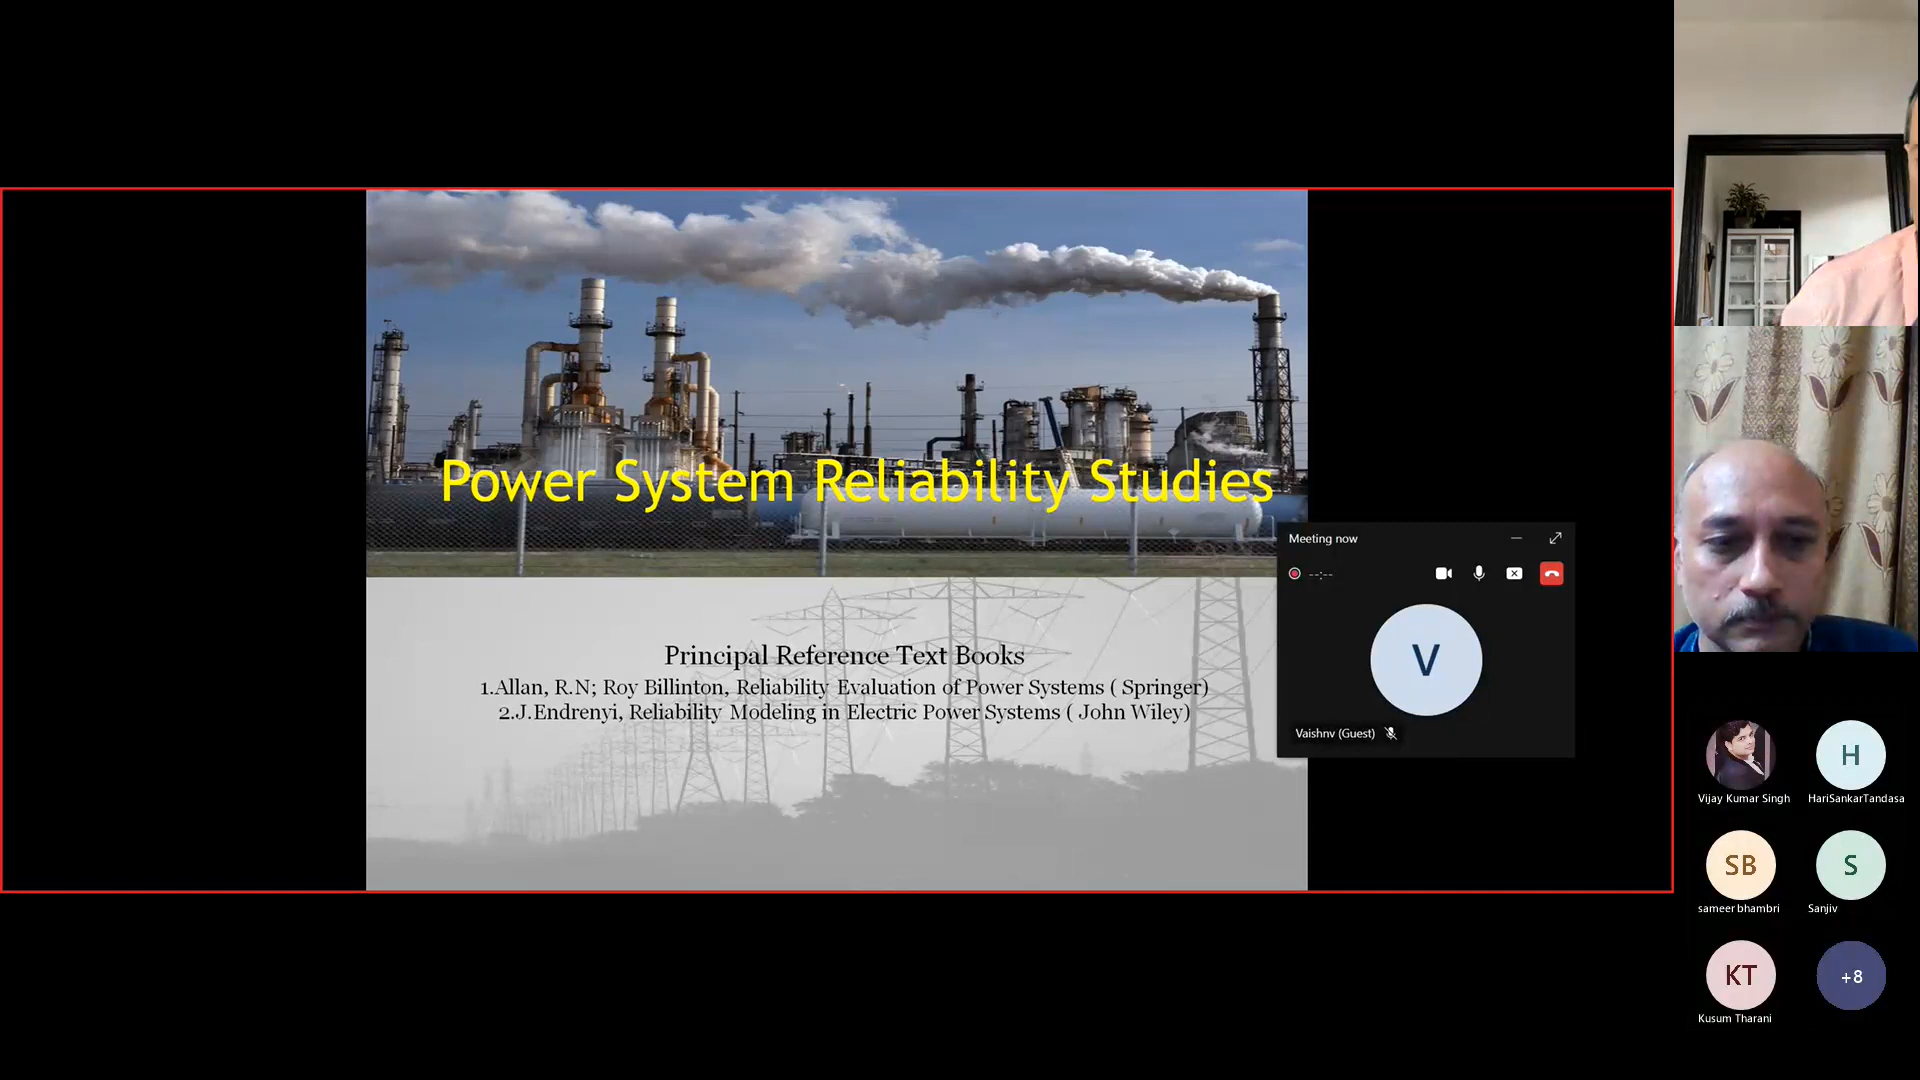 Power System Reliability Studies
Principal Reference Text Books
1.Allan, R.N; Roy Billinton, Reliability Evaluation of Power Systems ( Springer)
2.J.Endrenyi, Reliability Modeling in Electric Power Systems ( John Wiley)
Meeting now
--:--
V
Vaishnv (Guest)
Vijay Kumar Singh
H
HariSankarTandasa
SB
sameer bhambri
S
Sanjiv
KT
Kusum Tharani
+8